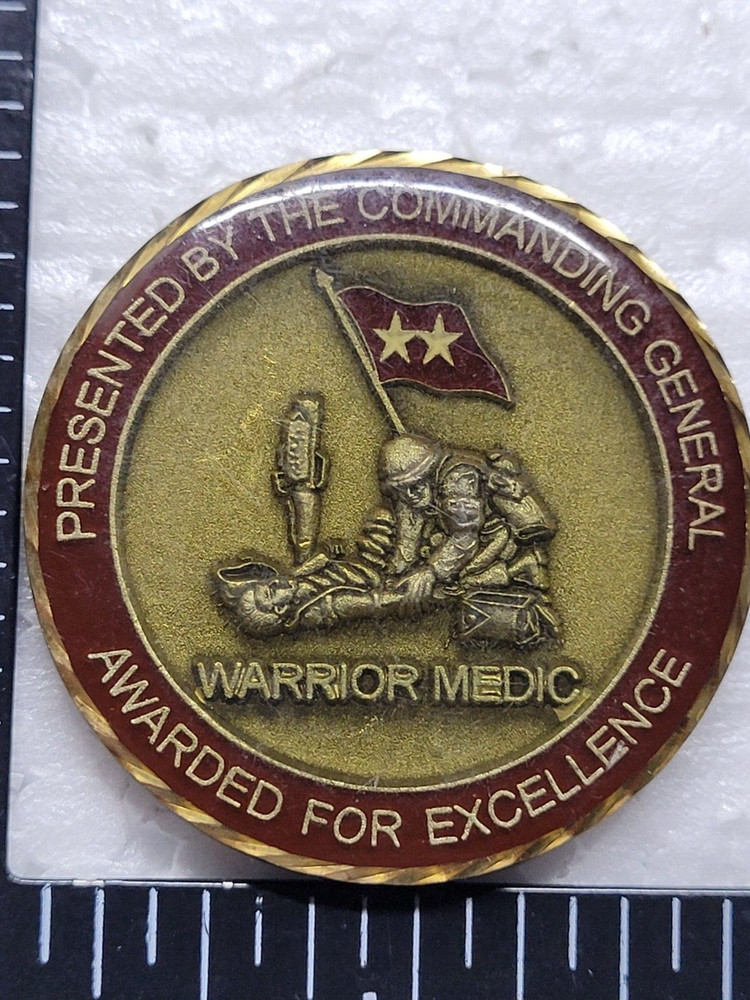 PRESENTED BY THE COMMANDING GENERAL
WARRIOR MEDIC
AWARDED FOR EXCELLENCE